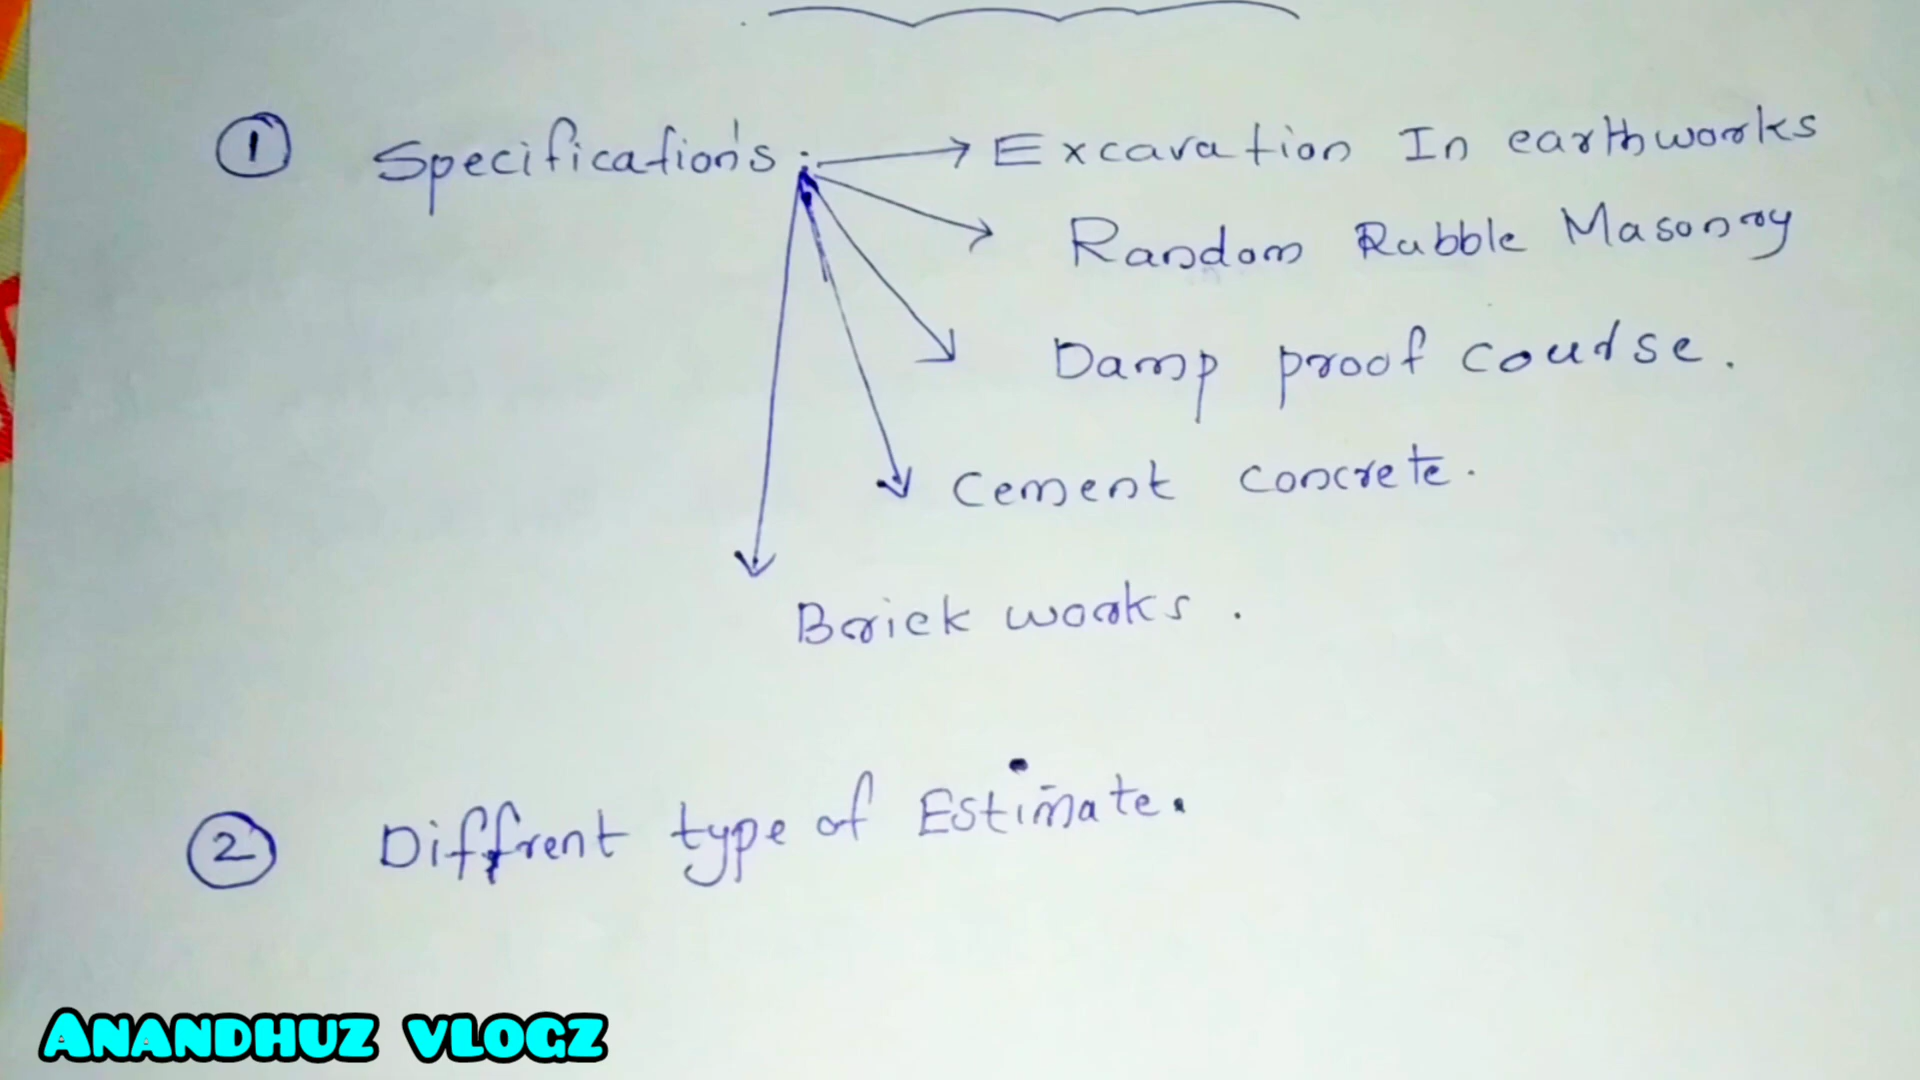 ① Specification's : → Excavation In earthworks
Random Rubble Masonry
Damp proof course.
Cement concrete.
Brick works.
② Diffrent type of Estimate.
ANANDHUZ VLOGZ